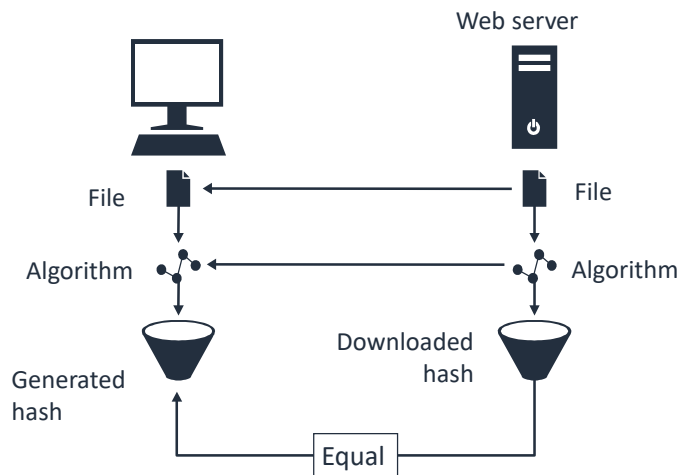 Web server
File
File
Algorithm
Algorithm
Generated
hash
Downloaded
hash
Equal